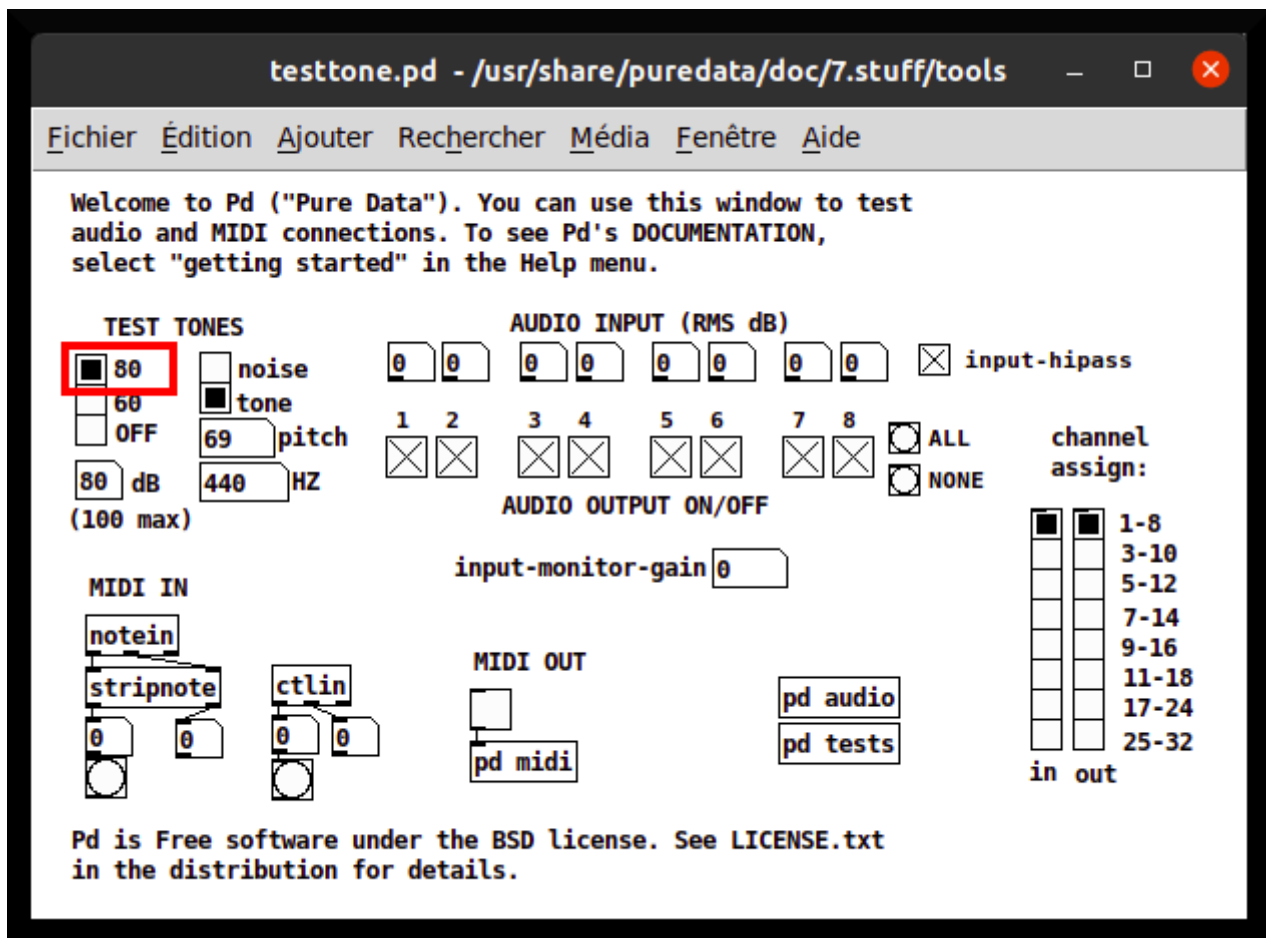 testtone.pd - /usr/share/puredata/doc/7.stuff/tools
Fichier Édition Ajouter Rechercher Média Fenêtre Aide
Welcome to Pd ("Pure Data"). You can use this window to test
audio and MIDI connections. To see Pd's DOCUMENTATION,
select "getting started" in the Help menu.
TEST TONES
80
60
OFF
80 dB
(100 max)
noise
tone
69 pitch
440 HZ
AUDIO INPUT (RMS dB)
0 0 0 0 0 0 0 0
input-hipass
1 2 3 4 5 6 7 8
ALL
NONE
AUDIO OUTPUT ON/OFF
input-monitor-gain 0
channel
assign:
1-8
3-10
5-12
7-14
9-16
11-18
17-24
25-32
in out
MIDI IN
notein
stripnote
0 0
ctlin
0 0
MIDI OUT
pd midi
pd audio
pd tests
Pd is Free software under the BSD license. See LICENSE.txt
in the distribution for details.